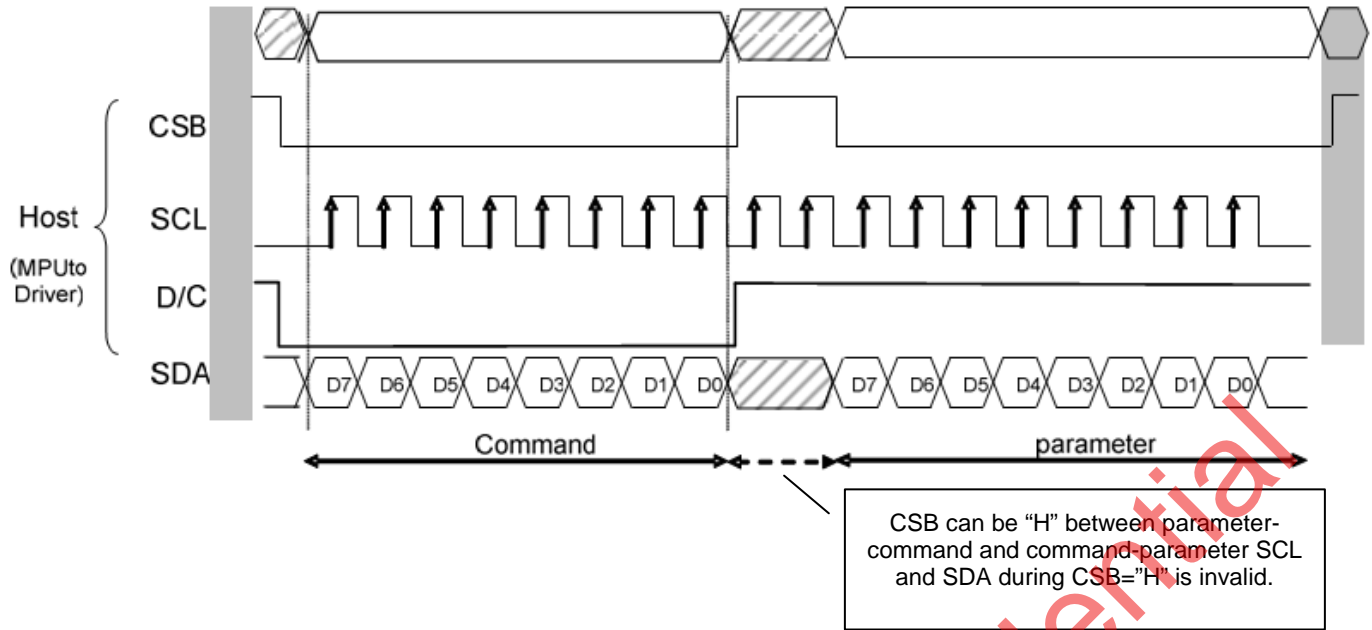 CSB
Host
(MPUto
Driver)
SCL
D/C
SDA
D7 D6 D5 D4 D3 D2 D1 D0 D7 D6 D5 D4 D3 D2 D1 D0
Command
parameter
CSB can be “H” between parameter-
command and command-parameter SCL
and SDA during CSB=”H” is invalid.
dential